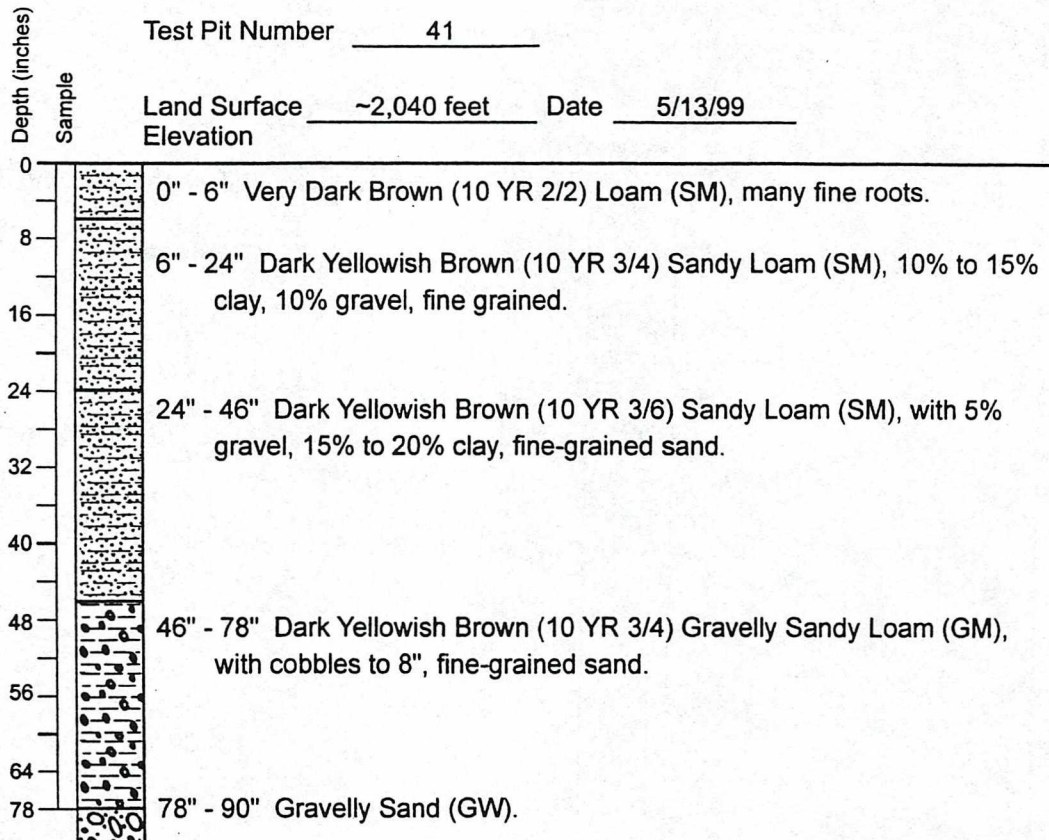 Depth (inches)
Sample
Test Pit Number 41
Land Surface ~2,040 feet Date 5/13/99
Elevation
0
0" - 6" Very Dark Brown (10 YR 2/2) Loam (SM), many fine roots.
8
6" - 24" Dark Yellowish Brown (10 YR 3/4) Sandy Loam (SM), 10% to 15%
clay, 10% gravel, fine grained.
16
24
24" - 46" Dark Yellowish Brown (10 YR 3/6) Sandy Loam (SM), with 5%
gravel, 15% to 20% clay, fine-grained sand.
32
40
48
46" - 78" Dark Yellowish Brown (10 YR 3/4) Gravelly Sandy Loam (GM),
with cobbles to 8", fine-grained sand.
56
64
78
78" - 90" Gravelly Sand (GW).